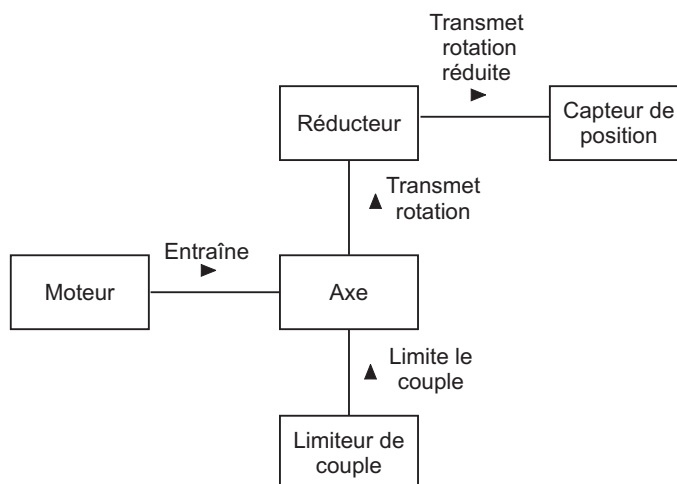 Transmet
rotation
réduite
Réducteur
Capteur de
position
Transmet
rotation
Entraîne
Moteur
Axe
Limite le
couple
Limiteur de
couple